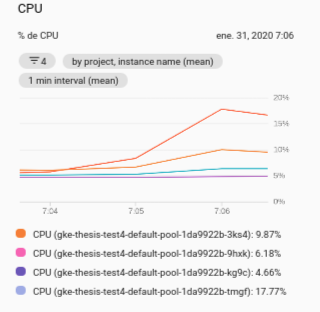 CPU
% de CPU ene. 31, 2020 7:06
4 by project, instance name (mean)
1 min interval (mean)
20%
15%
10%
5%
0%
7:04 7:05 7:06
CPU (gke-thesis-test4-default-pool-1da9922b-3ks4): 9.87%
CPU (gke-thesis-test4-default-pool-1da9922b-9hxk): 6.18%
CPU (gke-thesis-test4-default-pool-1da9922b-kg9c): 4.66%
CPU (gke-thesis-test4-default-pool-1da9922b-tmgf): 17.77%